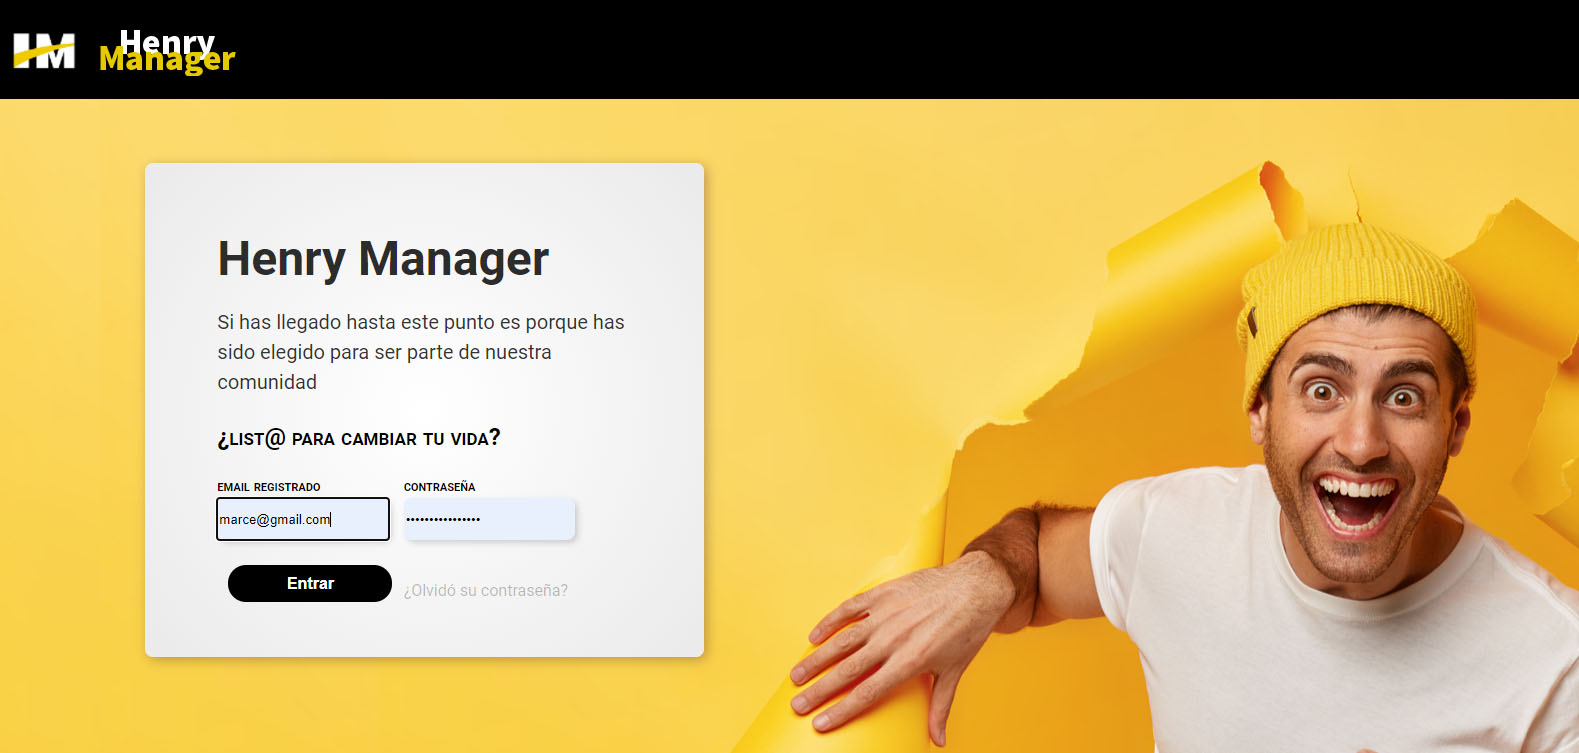 HM
Henry
Manager
Henry Manager
Si has llegado hasta este punto es porque has
sido elegido para ser parte de nuestra
comunidad
¿LIST@ PARA CAMBIAR TU VIDA?
EMAIL REGISTRADO
CONTRASEÑA
marce@gmail.com
••••••••••••••••
Entrar
¿Olvidó su contraseña?